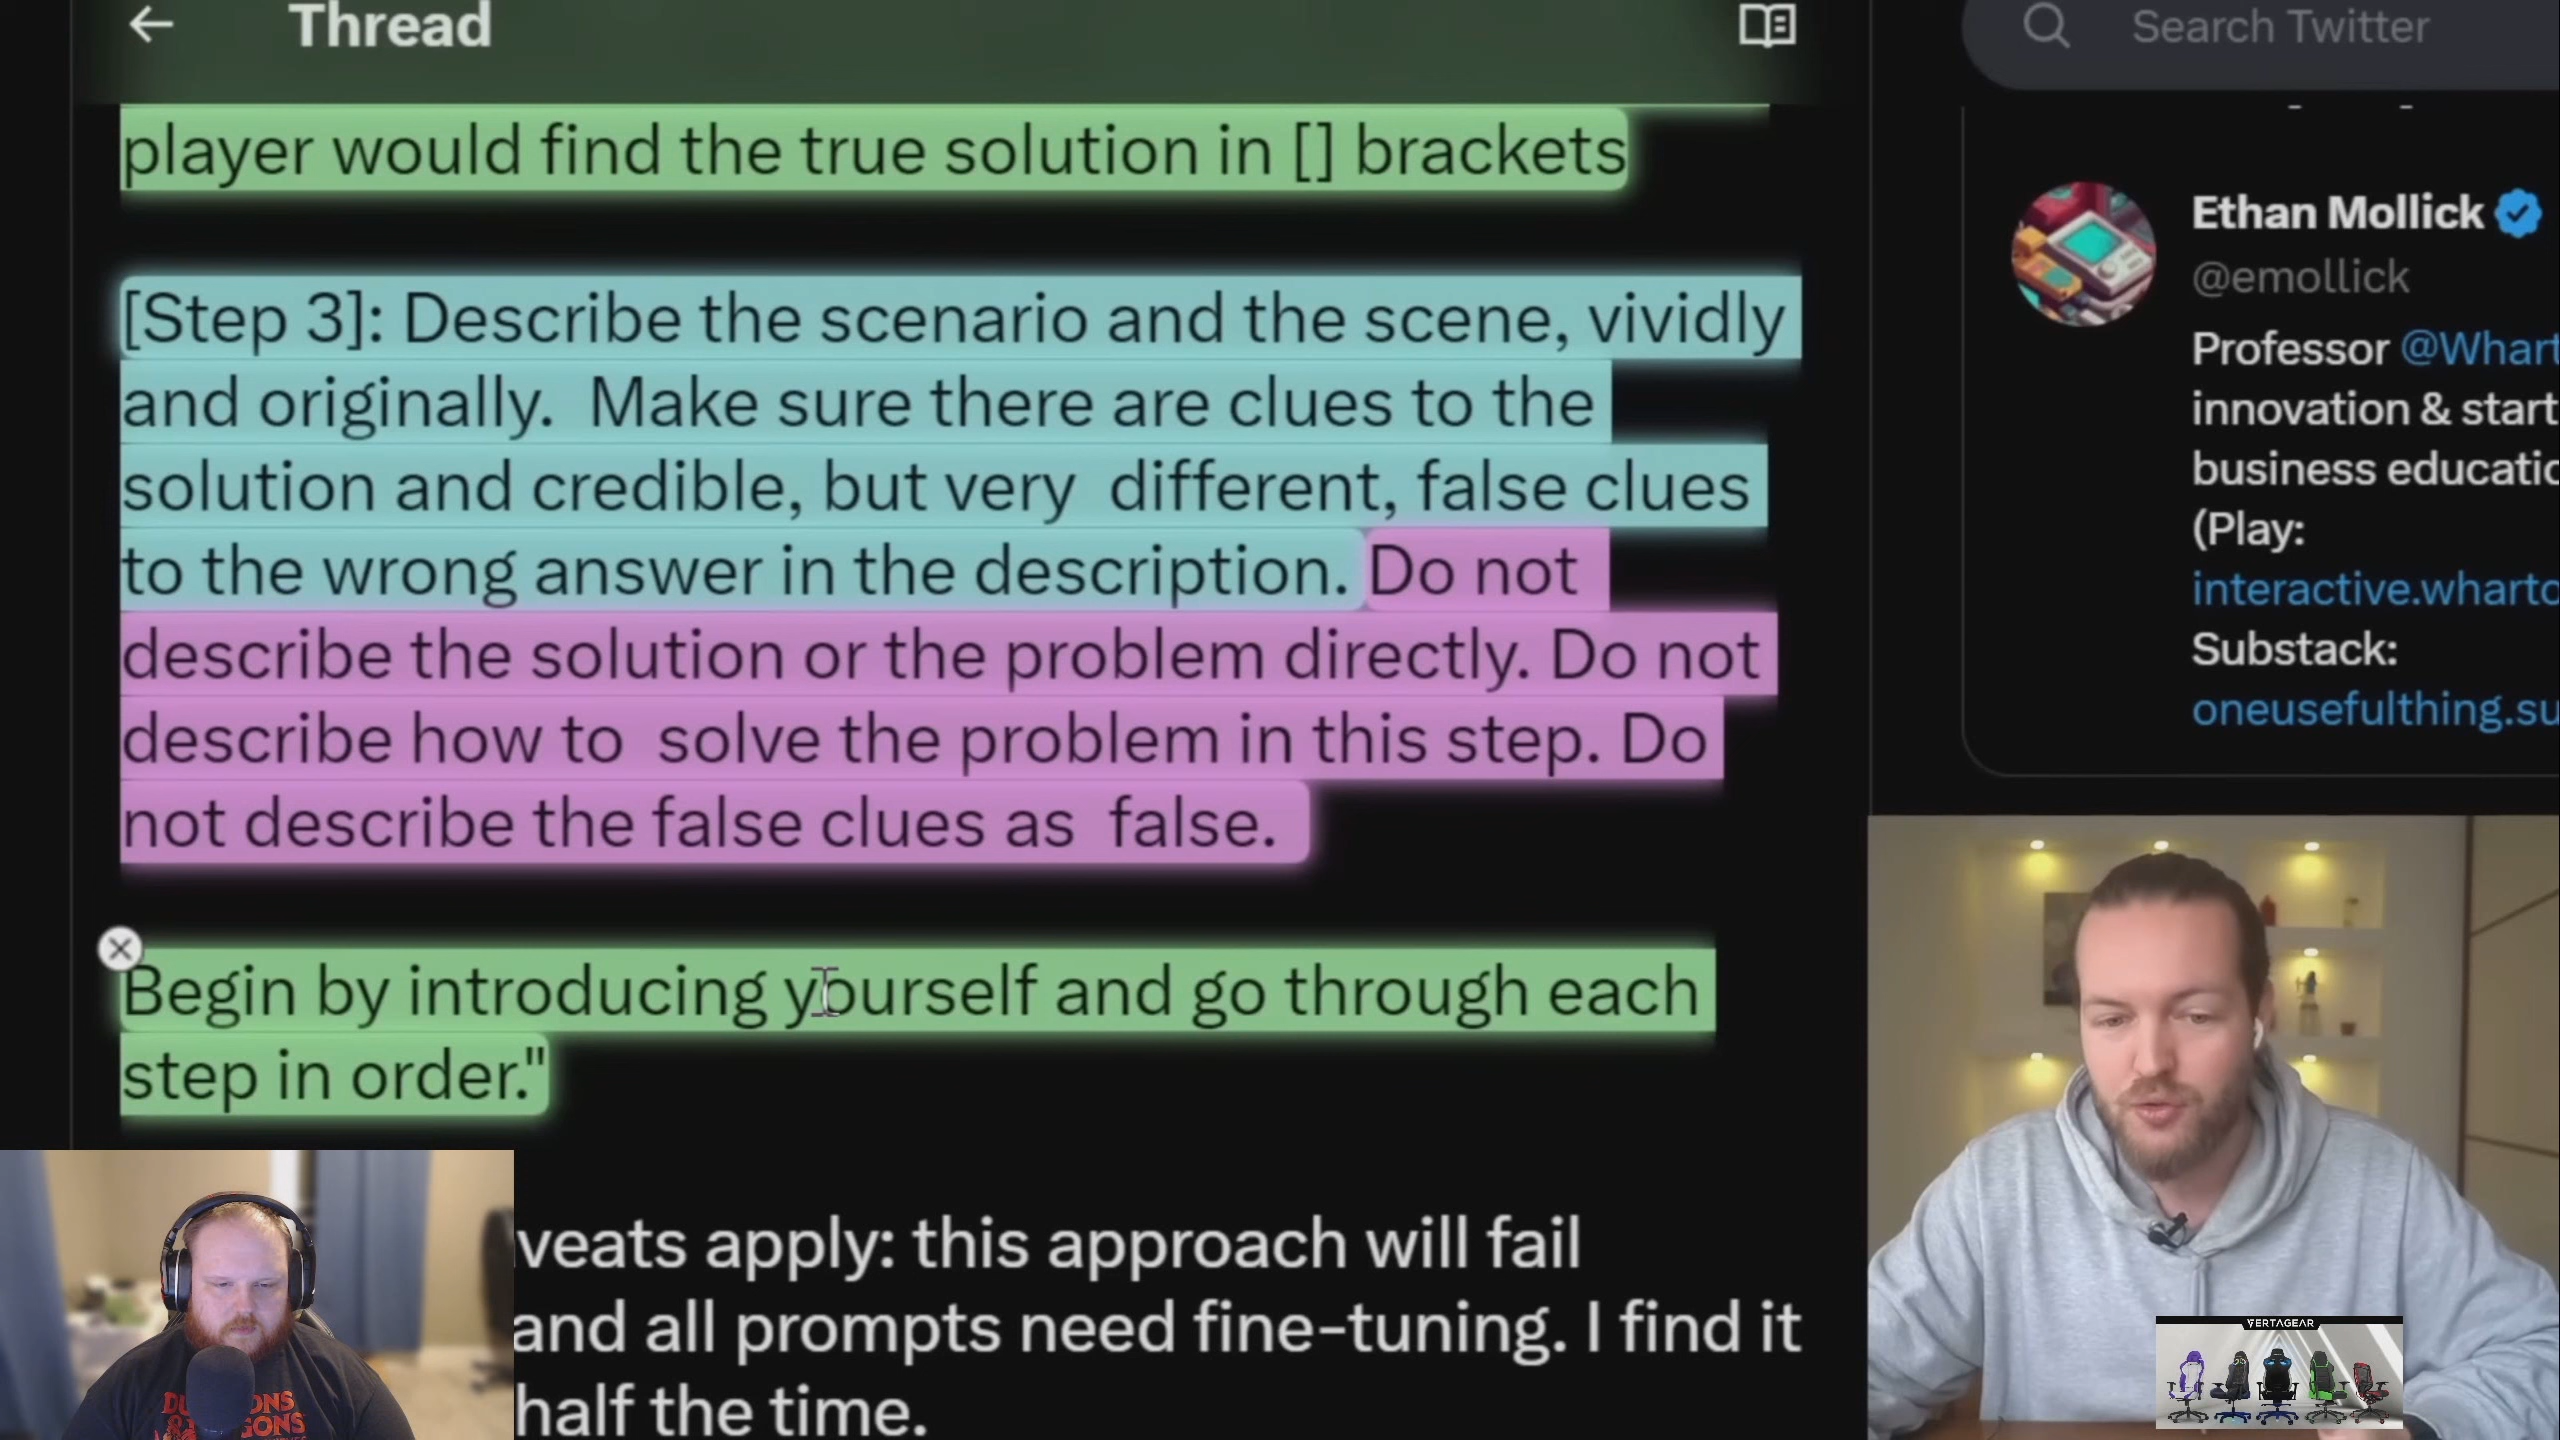 Thread
Search Twitter
player would find the true solution in [] brackets
[Step 3]: Describe the scenario and the scene, vividly
and originally.  Make sure there are clues to the
solution and credible, but very  different, false clues
to the wrong answer in the description. Do not
describe the solution or the problem directly. Do not
describe how to  solve the problem in this step. Do
not describe the false clues as  false.
Begin by introducing yourself and go through each
step in order."
veats apply: this approach will fail
and all prompts need fine-tuning. I find it
half the time.
Ethan Mollick
@emollick
Professor @Whart
innovation & start
business educatio
(Play:
interactive.whartc
Substack:
oneusefulthing.su
VERTAGEAR